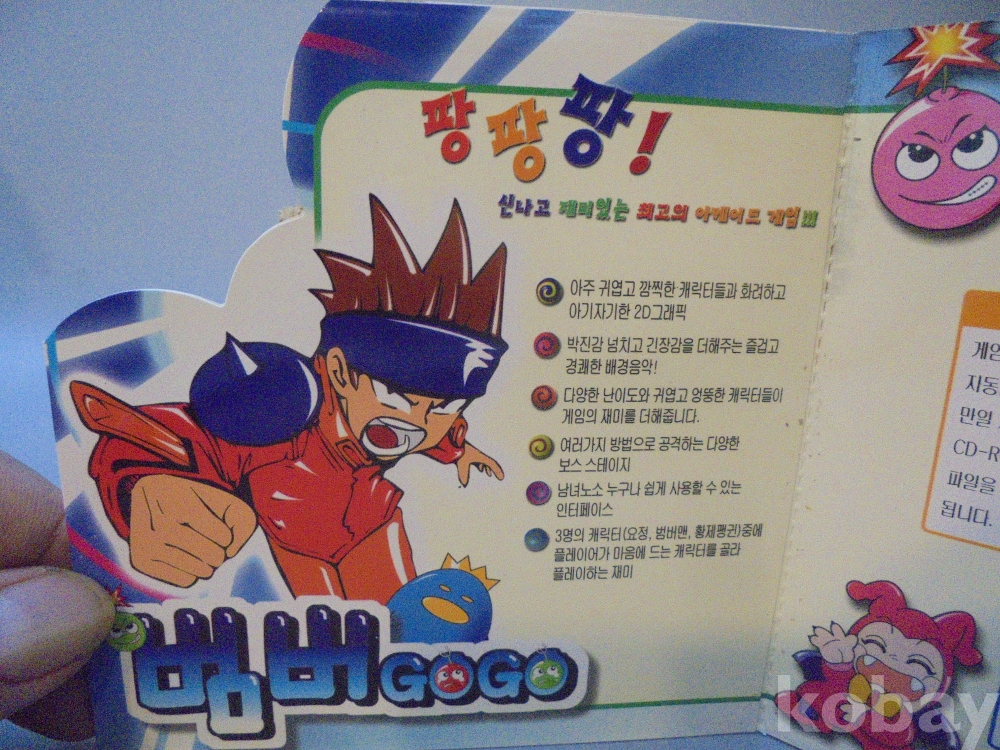 팡 팡 팡!
신나고 재미있는 최고의 아케이드 게임!!!
아주 귀엽고 깜찍한 캐릭터들과 화려하고
아기자기한 2D그래픽
박진감 넘치고 긴장감을 더해주는 즐겁고
경쾌한 배경음악!
다양한 난이도와 귀엽고 엉뚱한 캐릭터들이
게임의 재미를 더해줍니다.
여러가지 방법으로 공격하는 다양한
보스 스테이지
남녀노소 누구나 쉽게 사용할 수 있는
인터페이스
3명의 캐릭터(요정, 범버맨, 황제펭귄)중에
플레이어가 마음에 드는 캐릭터를 골라
플레이하는 재미
범버GOGO
게임
자동
만일
CD-R
파일을
됩니다.
kobay